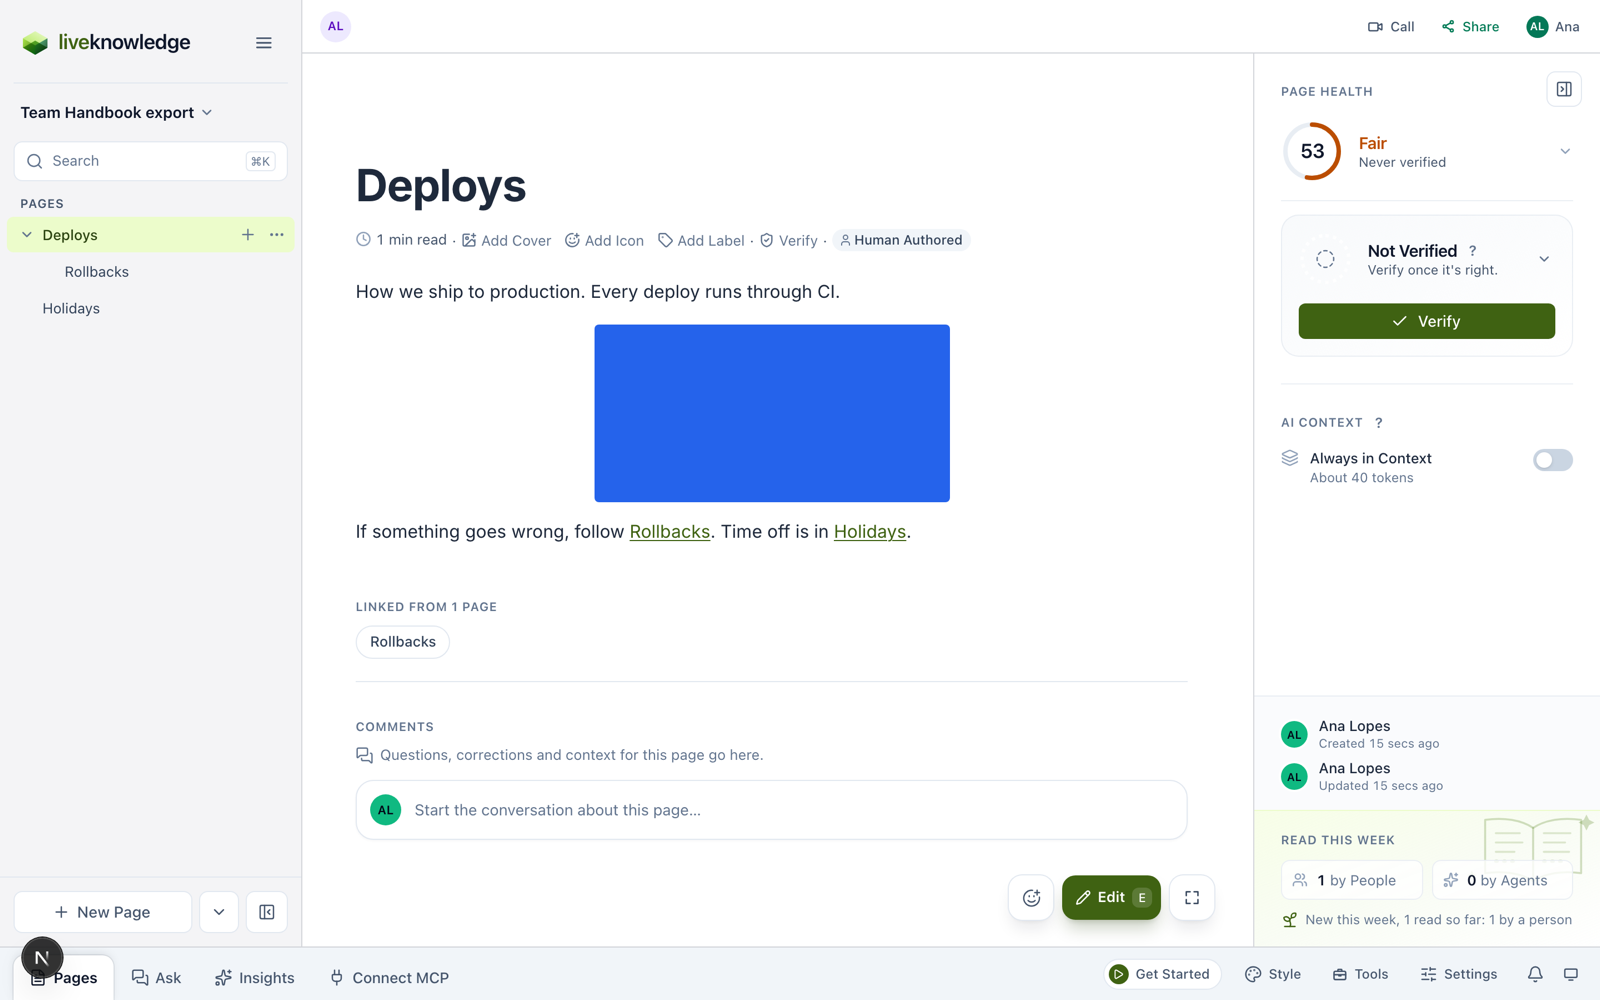 liveknowledge
Team Handbook export
Search
⌘K
PAGES
Deploys
Rollbacks
Holidays
New Page
N
Pages
Ask
Insights
Connect MCP
AL
Call
Share
AL
Ana
Deploys
1 min read · Add Cover Add Icon Add Label · Verify · Human Authored
How we ship to production. Every deploy runs through CI.
If something goes wrong, follow Rollbacks. Time off is in Holidays.
LINKED FROM 1 PAGE
Rollbacks
COMMENTS
Questions, corrections and context for this page go here.
AL
Start the conversation about this page...
Edit E
PAGE HEALTH
53
Fair
Never verified
Not Verified ?
Verify once it's right.
Verify
AI CONTEXT ?
Always in Context
About 40 tokens
AL
Ana Lopes
Created 15 secs ago
AL
Ana Lopes
Updated 15 secs ago
READ THIS WEEK
1 by People
0 by Agents
New this week, 1 read so far: 1 by a person
Get Started
Style
Tools
Settings